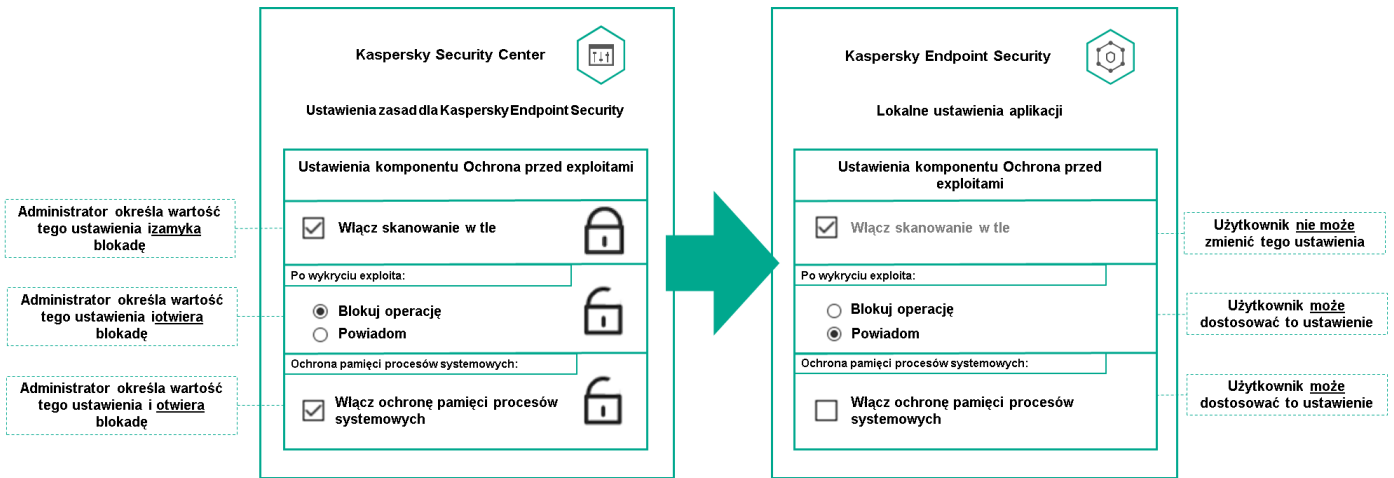 Kaspersky Security Center
Ustawienia zasad dla Kaspersky Endpoint Security
Ustawienia komponentu Ochrona przed exploitami
Administrator określa wartość
tego ustawienia izamyka
blokadę
Włącz skanowanie w tle
Po wykryciu exploita:
Administrator określa wartość
tego ustawienia iotwiera
blokadę
Blokuj operację
Powiadom
Ochrona pamięci procesów systemowych:
Administrator określa wartość
tego ustawienia i otwiera
blokadę
Włącz ochronę pamięci procesów
systemowych
Kaspersky Endpoint Security
Lokalne ustawienia aplikacji
Ustawienia komponentu Ochrona przed
exploitami
Włącz skanowanie w tle
Użytkownik nie może
zmienić tego ustawienia
Po wykryciu exploita:
Blokuj operację
Powiadom
Użytkownik może
dostosować to ustawienie
Ochrona pamięci procesów systemowych:
Włącz ochronę pamięci procesów
systemowych
Użytkownik może
dostosować to ustawienie